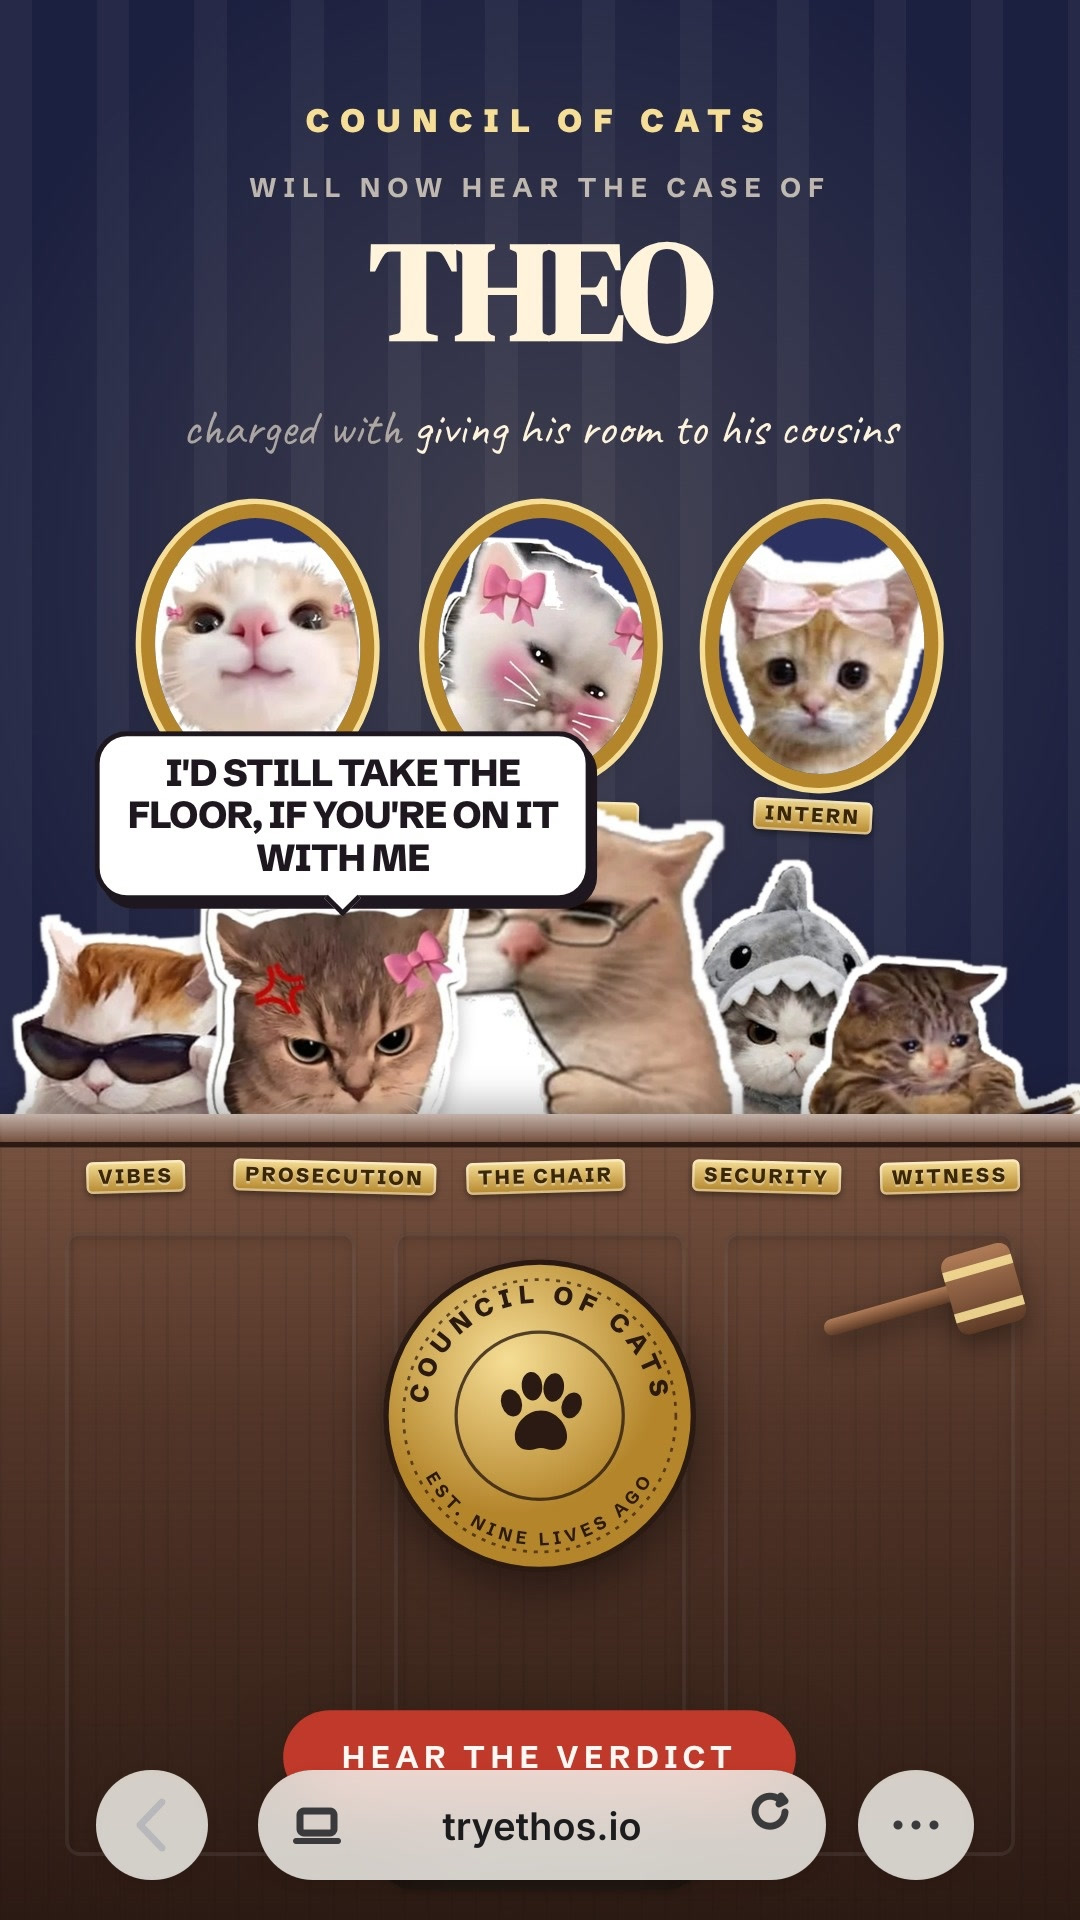 COUNCIL OF CATS
WILL NOW HEAR THE CASE OF
THEO
charged with giving his room to his cousins
I'D STILL TAKE THE
FLOOR, IF YOU'RE ON IT
WITH ME
INTERN
VIBES
PROSECUTION
THE CHAIR
SECURITY
WITNESS
COUNCIL OF CATS
EST. NINE LIVES AGO
HEAR THE VERDICT
tryethos.io